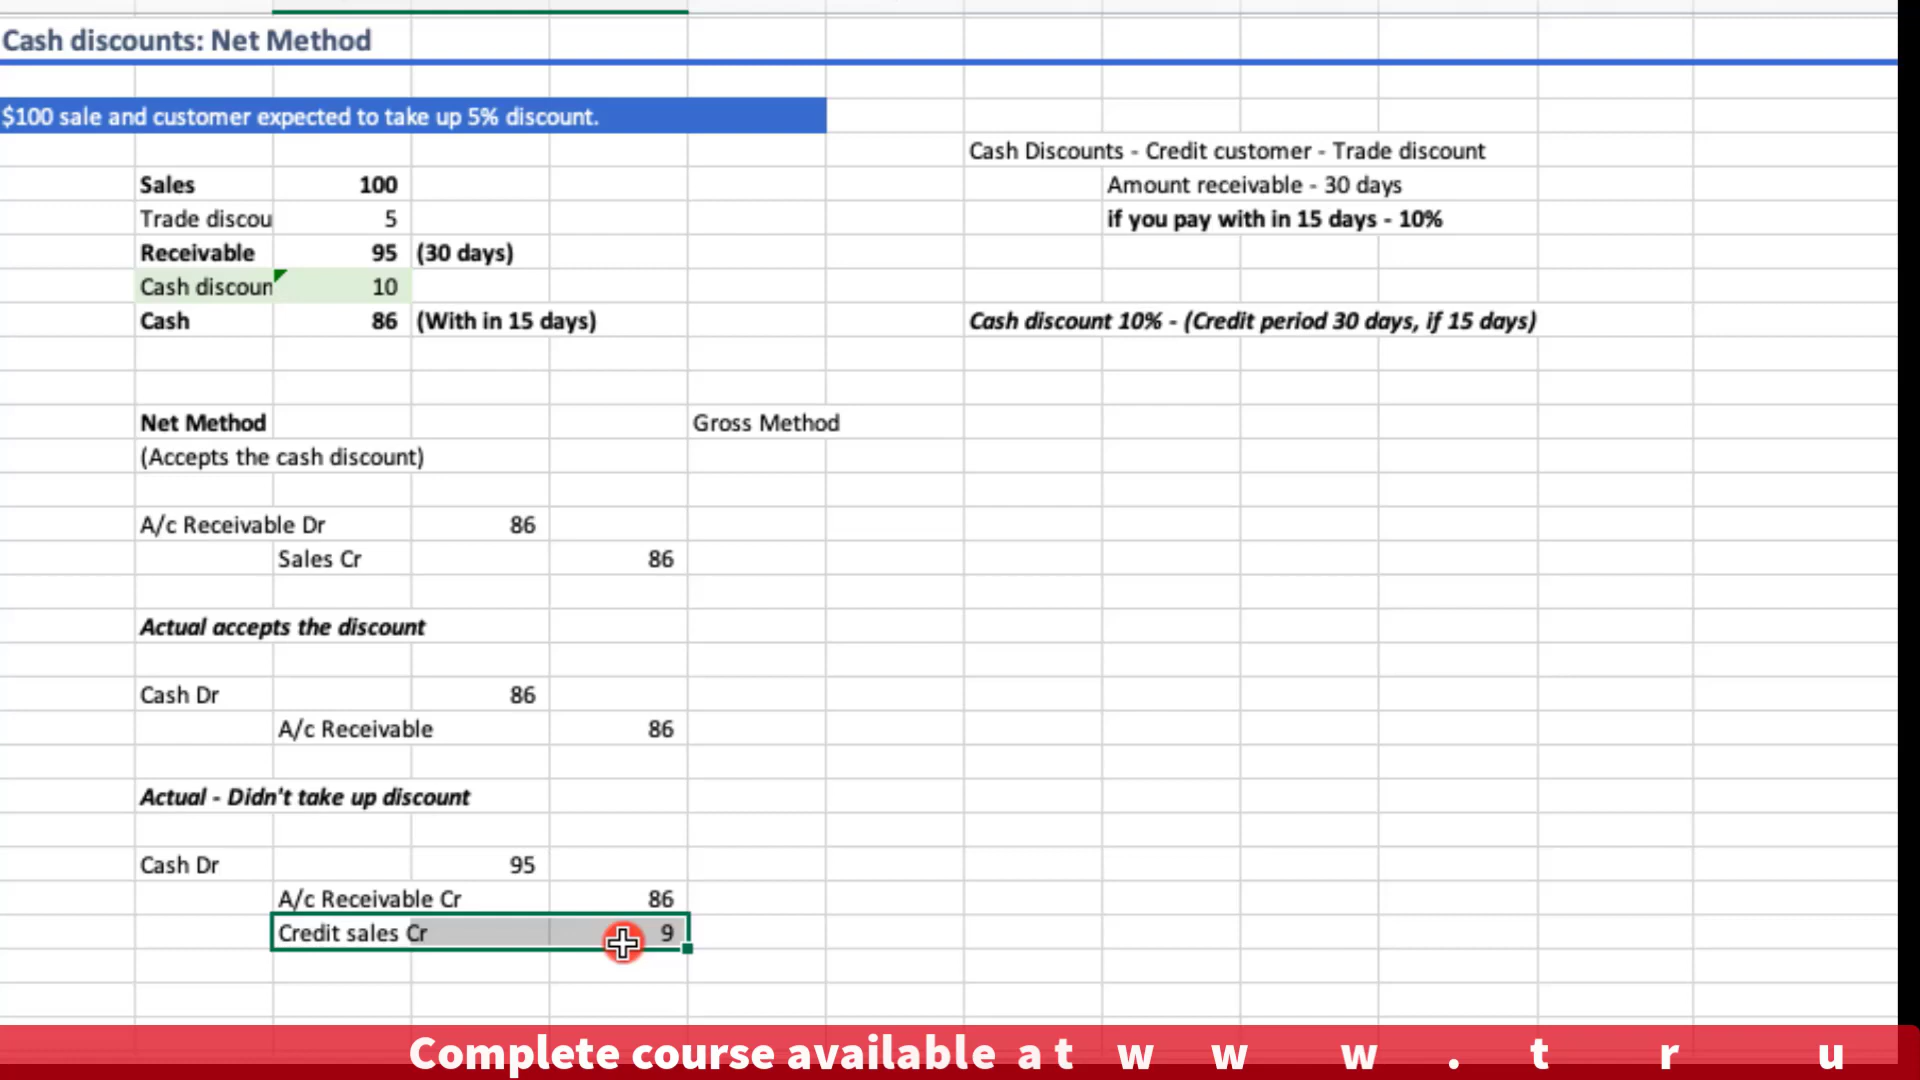 Cash discounts: Net Method
$100 sale and customer expected to take up 5% discount.
Cash Discounts - Credit customer - Trade discount
Sales 100 Amount receivable - 30 days
Trade discou 5 if you pay with in 15 days - 10%
Receivable 95 (30 days)
Cash discoun 10
Cash 86 (With in 15 days) Cash discount 10% - (Credit period 30 days, if 15 days)
Net Method Gross Method
(Accepts the cash discount)
A/c Receivable Dr 86
Sales Cr 86
Actual accepts the discount
Cash Dr 86
A/c Receivable 86
Actual - Didn't take up discount
Cash Dr 95
A/c Receivable Cr 86
Credit sales Cr 9
Complete course available at w w w . t r u